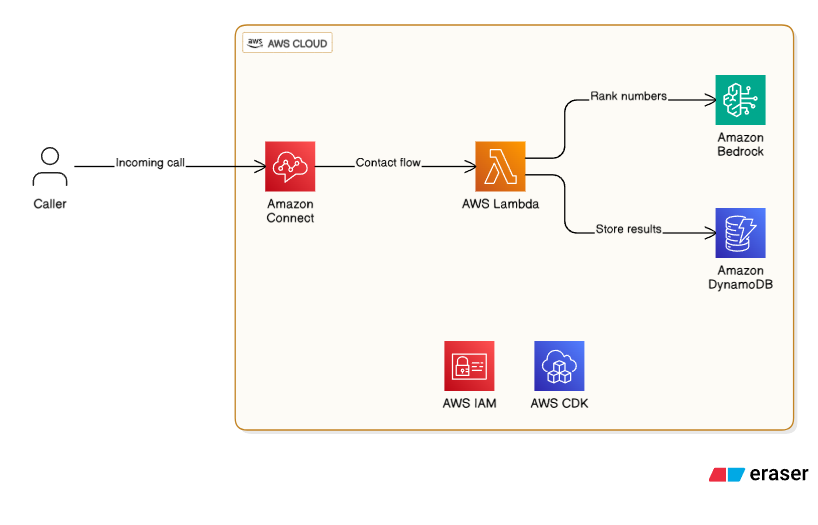 aws AWS CLOUD
Rank numbers
Amazon
Bedrock
Incoming call
Contact flow
Caller
Amazon
Connect
AWS Lambda
Store results
Amazon
DynamoDB
AWS IAM
AWS CDK
eraser